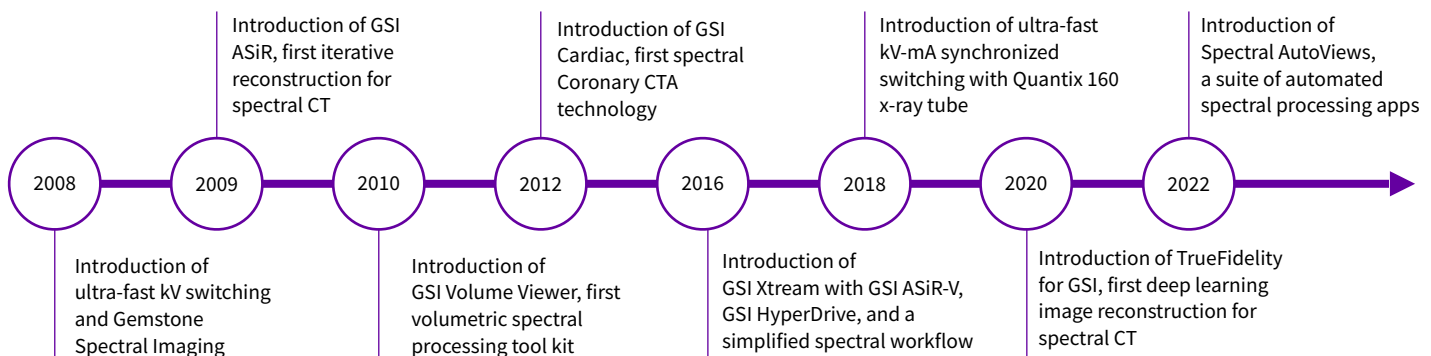 Introduction of GSI
ASiR, first iterative
reconstruction for
spectral CT
Introduction of GSI
Cardiac, first spectral
Coronary CTA
technology
Introduction of ultra-fast
kV-mA synchronized
switching with Quantix 160
x-ray tube
Introduction of
Spectral AutoViews,
a suite of automated
spectral processing apps
2008
2009
2010
2012
2016
2018
2020
2022
Introduction of
ultra-fast kV switching
and Gemstone
Spectral Imaging
Introduction of
GSI Volume Viewer, first
volumetric spectral
processing tool kit
Introduction of
GSI Xtream with GSI ASiR-V,
GSI HyperDrive, and a
simplified spectral workflow
Introduction of TrueFidelity
for GSI, first deep learning
image reconstruction for
spectral CT